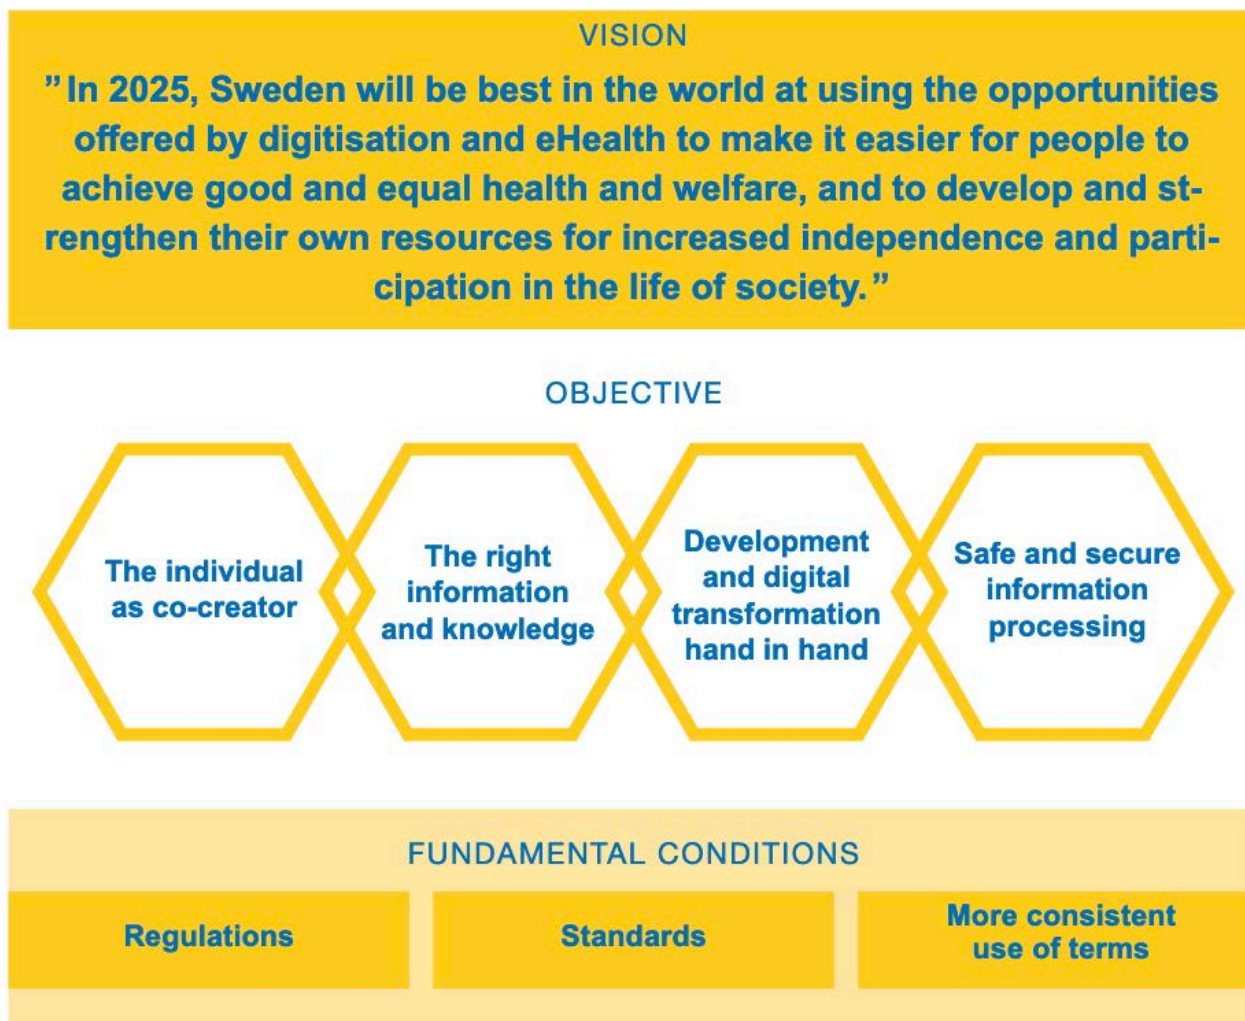 VISION
”In 2025, Sweden will be best in the world at using the opportunities
offered by digitisation and eHealth to make it easier for people to
achieve good and equal health and welfare, and to develop and st-
rengthen their own resources for increased independence and parti-
cipation in the life of society.”
OBJECTIVE
The individual
as co-creator
The right
information
and knowledge
Development
and digital
transformation
hand in hand
Safe and secure
information
processing
FUNDAMENTAL CONDITIONS
Regulations
Standards
More consistent
use of terms